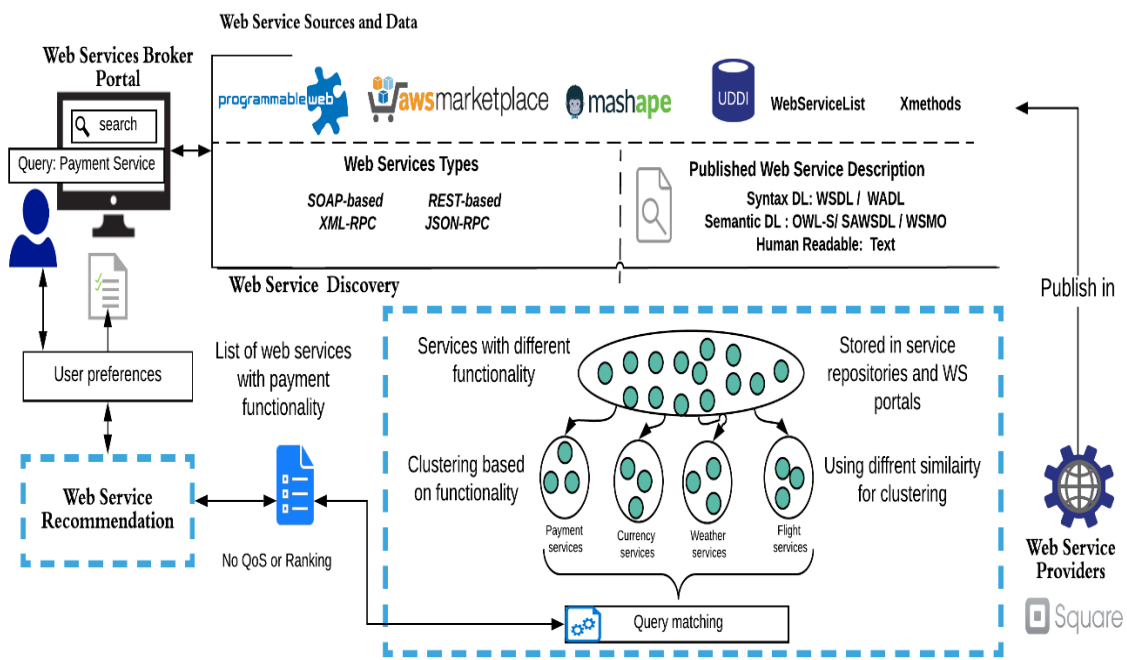 Web Service Sources and Data
Web Services Broker
Portal
search
Query: Payment Service
programmableweb
awsmarketplace
mashape
UDDI
WebServiceList
Xmethods
Web Services Types
SOAP-based
REST-based
XML-RPC
JSON-RPC
Published Web Service Description
Syntax DL: WSDL / WADL
Semantic DL : OWL-S/ SAWSDL / WSMO
Human Readable: Text
Web Service Discovery
Publish in
User preferences
List of web services
with payment
functionality
Services with different
functionality
Stored in service
repositories and WS
portals
Clustering based
on functionality
Using diffrent similairty
for clustering
Payment
services
Currency
services
Weather
services
Flight
services
Web Service
Recommendation
No QoS or Ranking
Query matching
Web Service
Providers
Square